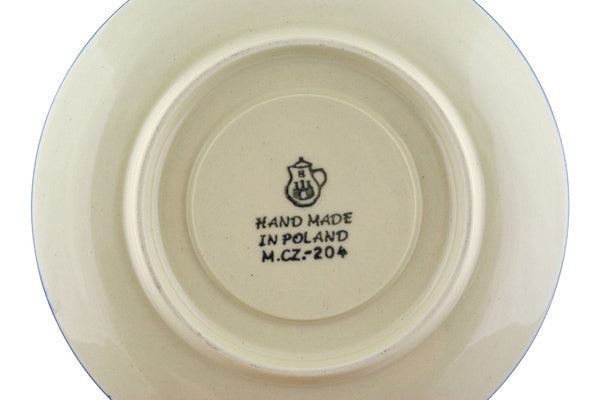 B
HAND MADE
IN POLAND
M.CZ.-204